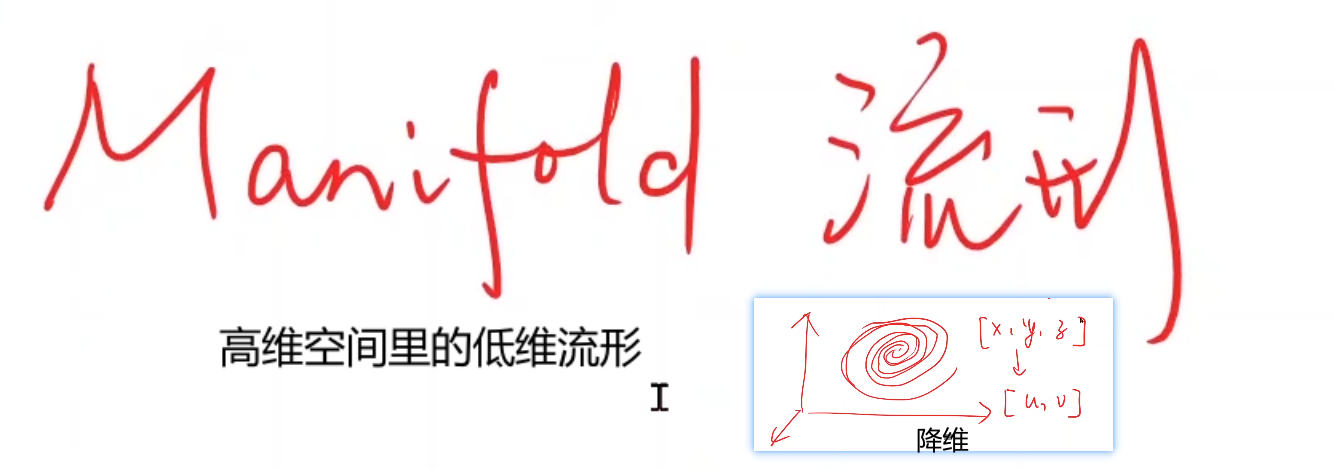 Manifold 流形
高维空间里的低维流形
[x, y, z]
↓
[u, v]
降维